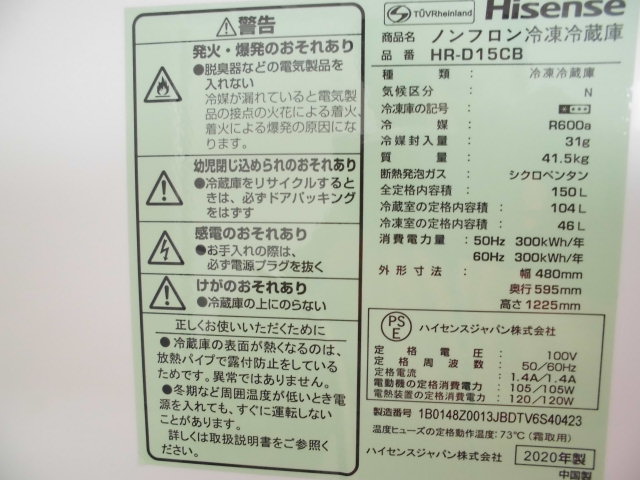 警告
発火・爆発のおそれあり
●脱臭器などの電気製品を
入れない
冷媒が漏れていると電気製
品の接点の火花による着火、
着火による爆発の原因にな
ります。
幼児閉じ込められのおそれあり
●冷蔵庫をリサイクルすると
きは、必ずドアパッキング
をはずす
感電のおそれあり
●お手入れの際は、
必ず電源プラグを抜く
けがのおそれあり
●冷蔵庫の上にのらない
正しくお使いいただくために
●冷蔵庫の表面が熱くなるのは、
放熱パイプで露付防止をしている
ためです。異常ではありません。
●冬期など周囲温度が低いとき電
源を入れても、すぐに運転しない
ことがあります。
詳しくは取扱説明書をご参照くだ
さい。
TÜVRheinland Hisense
商品名 ノンフロン冷凍冷蔵庫
品番 HR-D15CB
種類： 冷凍冷蔵庫
気候区分： N
冷凍庫の記号：
冷媒： R600a
冷媒封入量： 31g
質量： 41.5kg
断熱発泡ガス： シクロペンタン
全定格内容積： 150L
冷蔵室の定格内容積： 104L
冷凍室の定格内容積： 46L
消費電力量： 50Hz 300kWh/年
60Hz 300kWh/年
外形寸法： 幅 480mm
奥行 595mm
高さ 1225mm
PSE ハイセンスジャパン株式会社
定格電圧： 100V
定格周波数： 50/60Hz
定格電流： 1.4A/1.4A
電動機の定格消費電力： 105/105W
電熱装置の定格消費電力： 120/120W
製造番号 1B0148Z0013JBDTV6S40423
温度ヒューズの定格動作温度：73℃（霜取用）
ハイセンスジャパン株式会社 2020年製
中国製